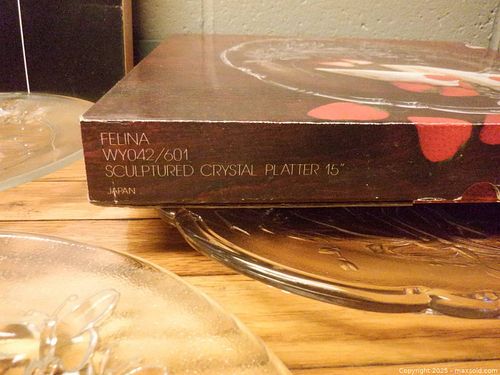 FELINA
WY042/601
SCULPTURED CRYSTAL PLATTER 15"
JAPAN
Copyright 2025 - maxsold.com